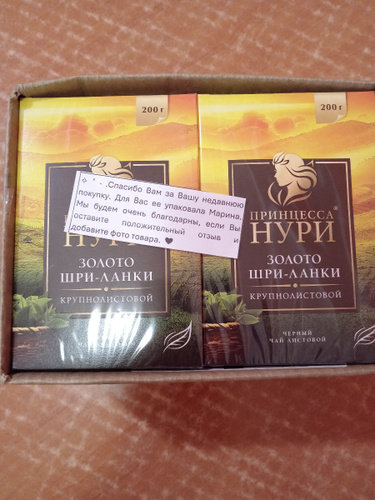 200 г
200 г
✧ ˚ · .Спасибо Вам за Вашу недавнюю
покупку. Для Вас ее упаковала Марина.
Мы будем очень благодарны, если Вы
оставите положительный отзыв и
добавите фото товара. ♥
НУРИ
ЗОЛОТО
ШРИ-ЛАНКИ
КРУПНОЛИСТОВОЙ
ПРИНЦЕССА
НУРИ
ЗОЛОТО
ШРИ-ЛАНКИ
КРУПНОЛИСТОВОЙ
ЧЕРНЫЙ
ЧАЙ ЛИСТОВОЙ